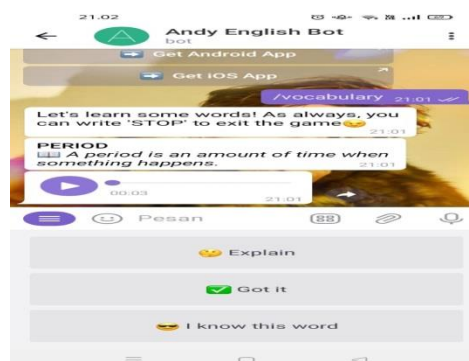 21.02
Andy English Bot
bot
➡️ Get Android App
➡️ Get IOS App
/vocabulary 21:01
Let's learn some words! As always, you
can write 'STOP' to exit the game😉
21:01
PERIOD
📖 A period is an amount of time when
something happens. 21:01
00:03
21:01
Pesan
🤔 Explain
✅ Got it
😎 I know this word